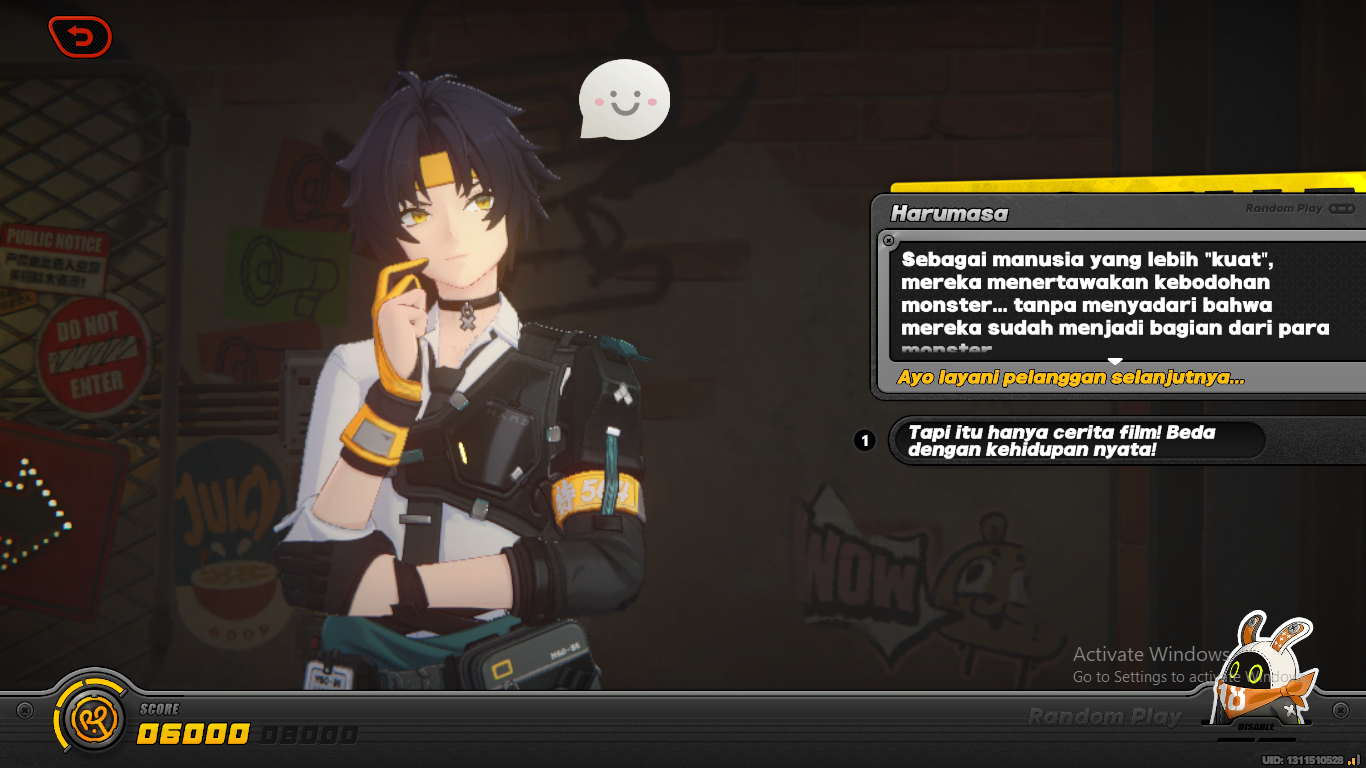 PUBLIC NOTICE
DO NOT
ENTER
JUICY
WOW
Harumasa
Random Play
Sebagai manusia yang lebih "kuat",
mereka menertawakan kebodohan
monster... tanpa menyadari bahwa
mereka sudah menjadi bagian dari para
monster
Ayo layani pelanggan selanjutnya...
1
Tapi itu hanya cerita film! Beda
dengan kehidupan nyata!
Activate Windows
Go to Settings to activate Windows.
18
DISABLE
SCORE
06000 08000
Random Play
UID: 1311510528